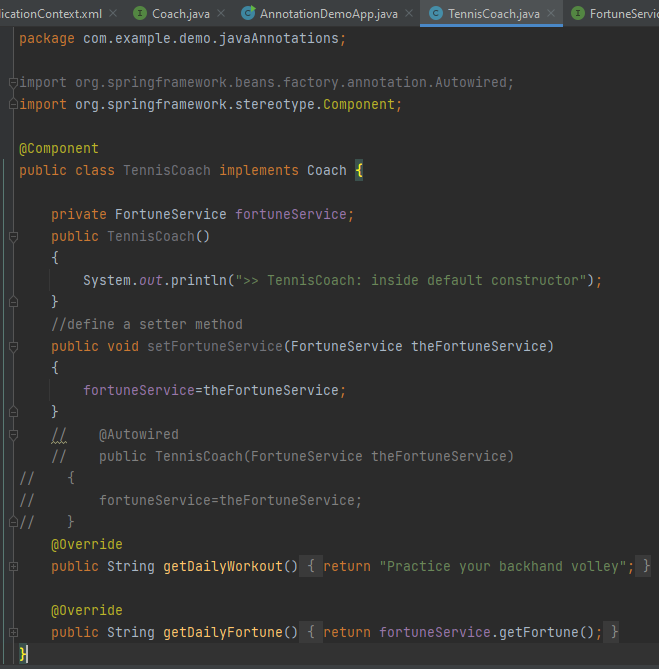 licationContext.xml × Coach.java × AnnotationDemoApp.java × TennisCoach.java × FortuneServic
package com.example.demo.javaAnnotations;
import org.springframework.beans.factory.annotation.Autowired;
import org.springframework.stereotype.Component;
@Component
public class TennisCoach implements Coach {
private FortuneService fortuneService;
public TennisCoach()
{
System.out.println(">> TennisCoach: inside default constructor");
}
//define a setter method
public void setFortuneService(FortuneService theFortuneService)
{
fortuneService=theFortuneService;
}
// @Autowired
// public TennisCoach(FortuneService theFortuneService)
// {
// fortuneService=theFortuneService;
// }
@Override
public String getDailyWorkout() { return "Practice your backhand volley"; }
@Override
public String getDailyFortune() { return fortuneService.getFortune(); }
}